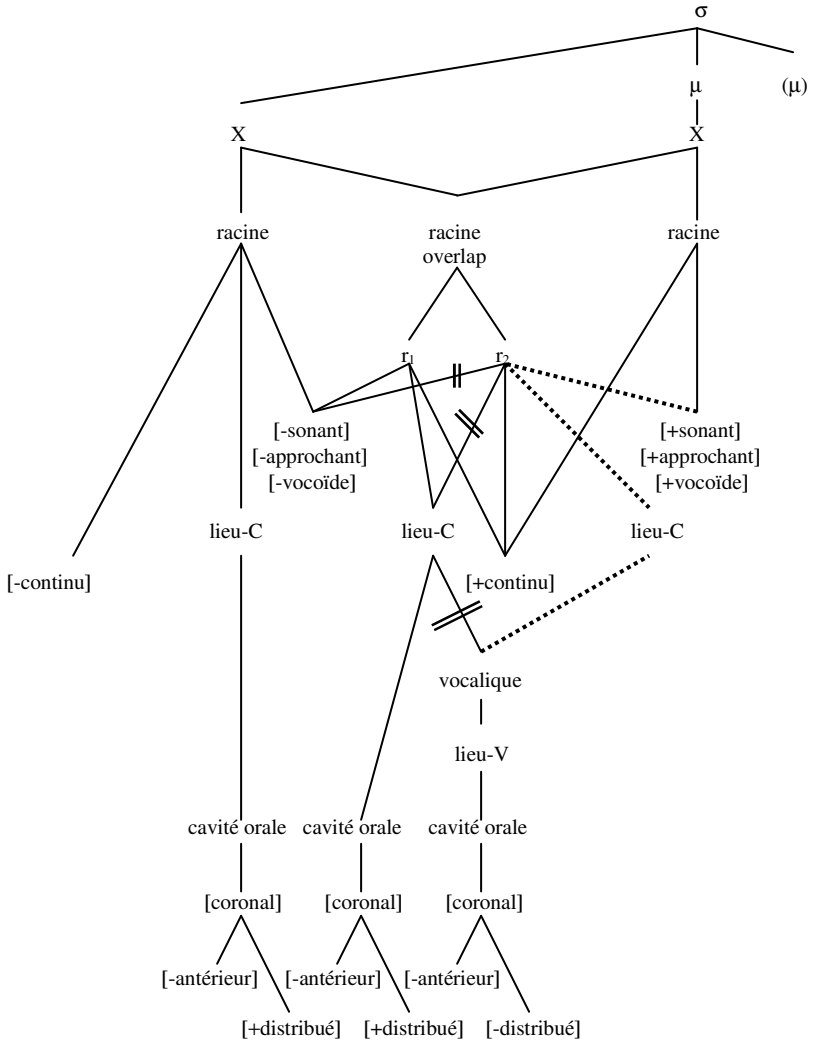 σ
μ (μ)
X X
racine racine racine
overlap
r₁ r₂
[-sonant] [+sonant]
[-approchant] [+approchant]
[-vocoïde] [+vocoïde]
lieu-C lieu-C lieu-C
[-continu] [+continu]
vocalique
lieu-V
cavité orale cavité orale cavité orale
[coronal] [coronal] [coronal]
[-antérieur] [-antérieur] [-antérieur]
[+distribué] [+distribué] [-distribué]